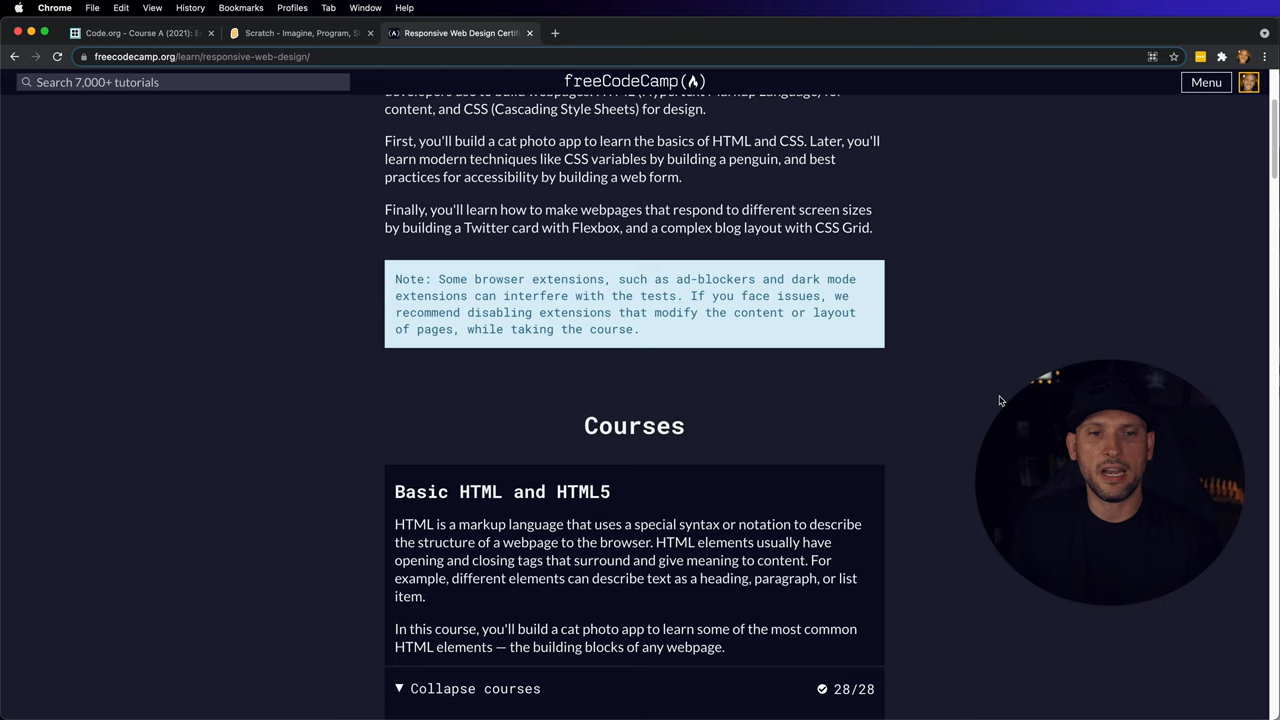 Chrome File Edit View History Bookmarks Profiles Tab Window Help
Code.org - Course A (2021): E Scratch - Imagine, Program, S Responsive Web Design Certifi
freecodecamp.org/learn/responsive-web-design/
Search 7,000+ tutorials freeCodeCamp Menu
content, and CSS (Cascading Style Sheets) for design.
First, you'll build a cat photo app to learn the basics of HTML and CSS. Later, you'll
learn modern techniques like CSS variables by building a penguin, and best
practices for accessibility by building a web form.
Finally, you'll learn how to make webpages that respond to different screen sizes
by building a Twitter card with Flexbox, and a complex blog layout with CSS Grid.
Note: Some browser extensions, such as ad-blockers and dark mode
extensions can interfere with the tests. If you face issues, we
recommend disabling extensions that modify the content or layout
of pages, while taking the course.
Courses
Basic HTML and HTML5
HTML is a markup language that uses a special syntax or notation to describe
the structure of a webpage to the browser. HTML elements usually have
opening and closing tags that surround and give meaning to content. For
example, different elements can describe text as a heading, paragraph, or list
item.
In this course, you'll build a cat photo app to learn some of the most common
HTML elements — the building blocks of any webpage.
Collapse courses 28/28